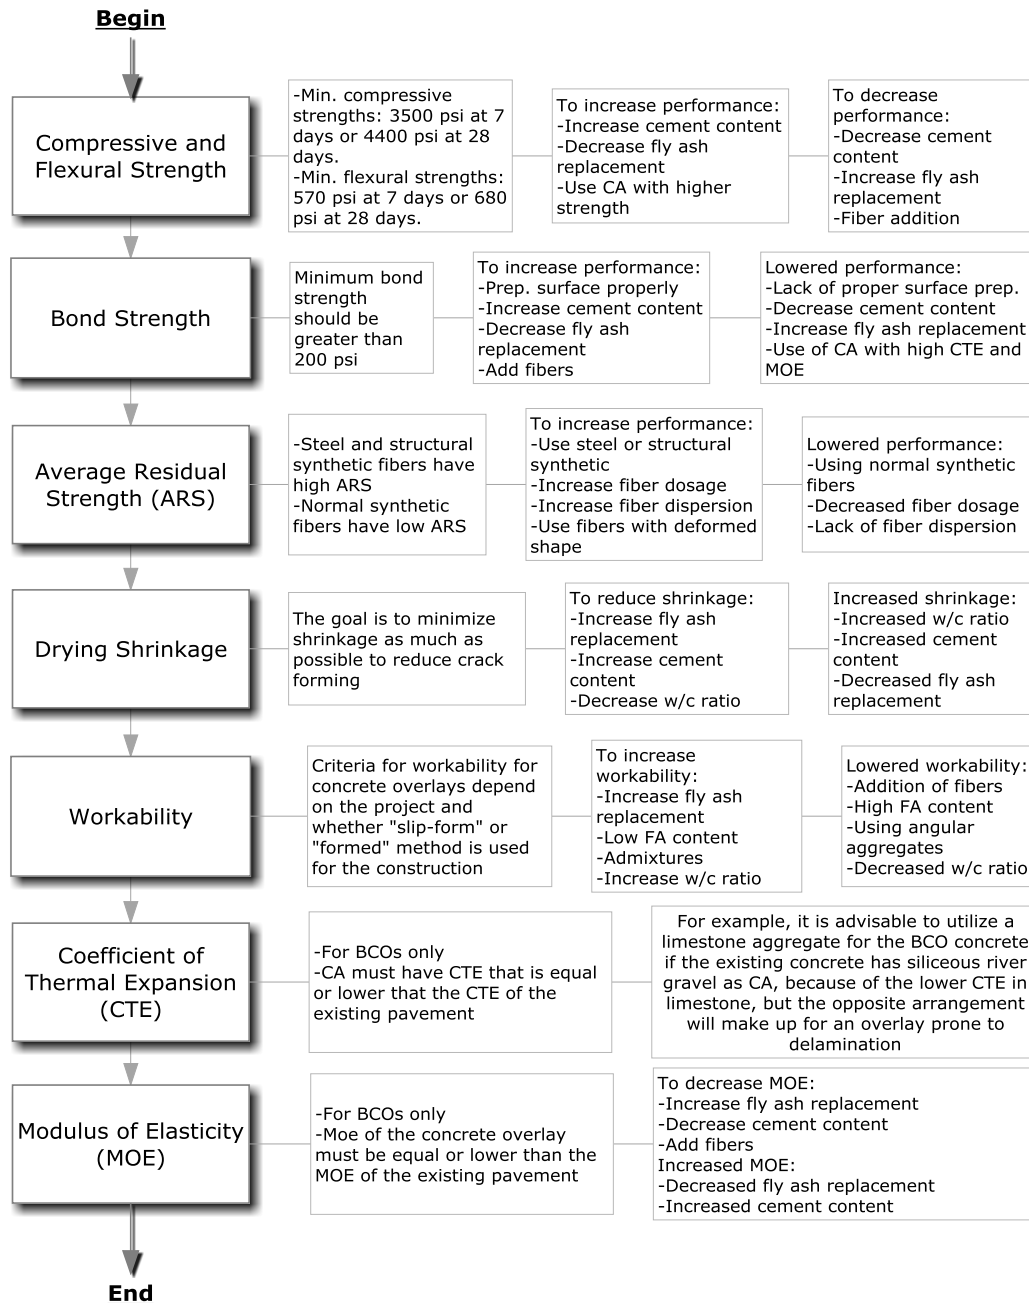 Begin
Compressive and
Flexural Strength
-Min. compressive
strengths: 3500 psi at 7
days or 4400 psi at 28
days.
-Min. flexural strengths:
570 psi at 7 days or 680
psi at 28 days.
To increase performance:
-Increase cement content
-Decrease fly ash
replacement
-Use CA with higher
strength
To decrease
performance:
-Decrease cement
content
-Increase fly ash
replacement
-Fiber addition
Bond Strength
Minimum bond
strength
should be
greater than
200 psi
To increase performance:
-Prep. surface properly
-Increase cement content
-Decrease fly ash
replacement
-Add fibers
Lowered performance:
-Lack of proper surface prep.
-Decrease cement content
-Increase fly ash replacement
-Use of CA with high CTE and
MOE
Average Residual
Strength (ARS)
-Steel and structural
synthetic fibers have
high ARS
-Normal synthetic
fibers have low ARS
To increase performance:
-Use steel or structural
synthetic
-Increase fiber dosage
-Increase fiber dispersion
-Use fibers with deformed
shape
Lowered performance:
-Using normal synthetic
fibers
-Decreased fiber dosage
-Lack of fiber dispersion
Drying Shrinkage
The goal is to minimize
shrinkage as much as
possible to reduce crack
forming
To reduce shrinkage:
-Increase fly ash
replacement
-Increase cement
content
-Decrease w/c ratio
Increased shrinkage:
-Increased w/c ratio
-Increased cement
content
-Decreased fly ash
replacement
Workability
Criteria for workability for
concrete overlays depend
on the project and
whether "slip-form" or
"formed" method is used
for the construction
To increase
workability:
-Increase fly ash
replacement
-Low FA content
-Admixtures
-Increase w/c ratio
Lowered workability:
-Addition of fibers
-High FA content
-Using angular
aggregates
-Decreased w/c ratio
Coefficient of
Thermal Expansion
(CTE)
-For BCOs only
-CA must have CTE that is equal
or lower that the CTE of the
existing pavement
For example, it is advisable to utilize a
limestone aggregate for the BCO concrete
if the existing concrete has siliceous river
gravel as CA, because of the lower CTE in
limestone, but the opposite arrangement
will make up for an overlay prone to
delamination
Modulus of Elasticity
(MOE)
-For BCOs only
-Moe of the concrete overlay
must be equal or lower than the
MOE of the existing pavement
To decrease MOE:
-Increase fly ash replacement
-Decrease cement content
-Add fibers
Increased MOE:
-Decreased fly ash replacement
-Increased cement content
End